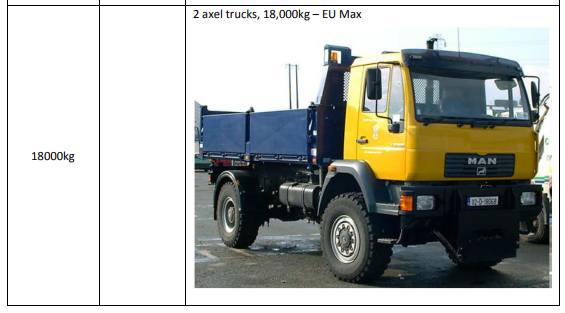 2 axel trucks, 18,000kg – EU Max
18000kg
MAN